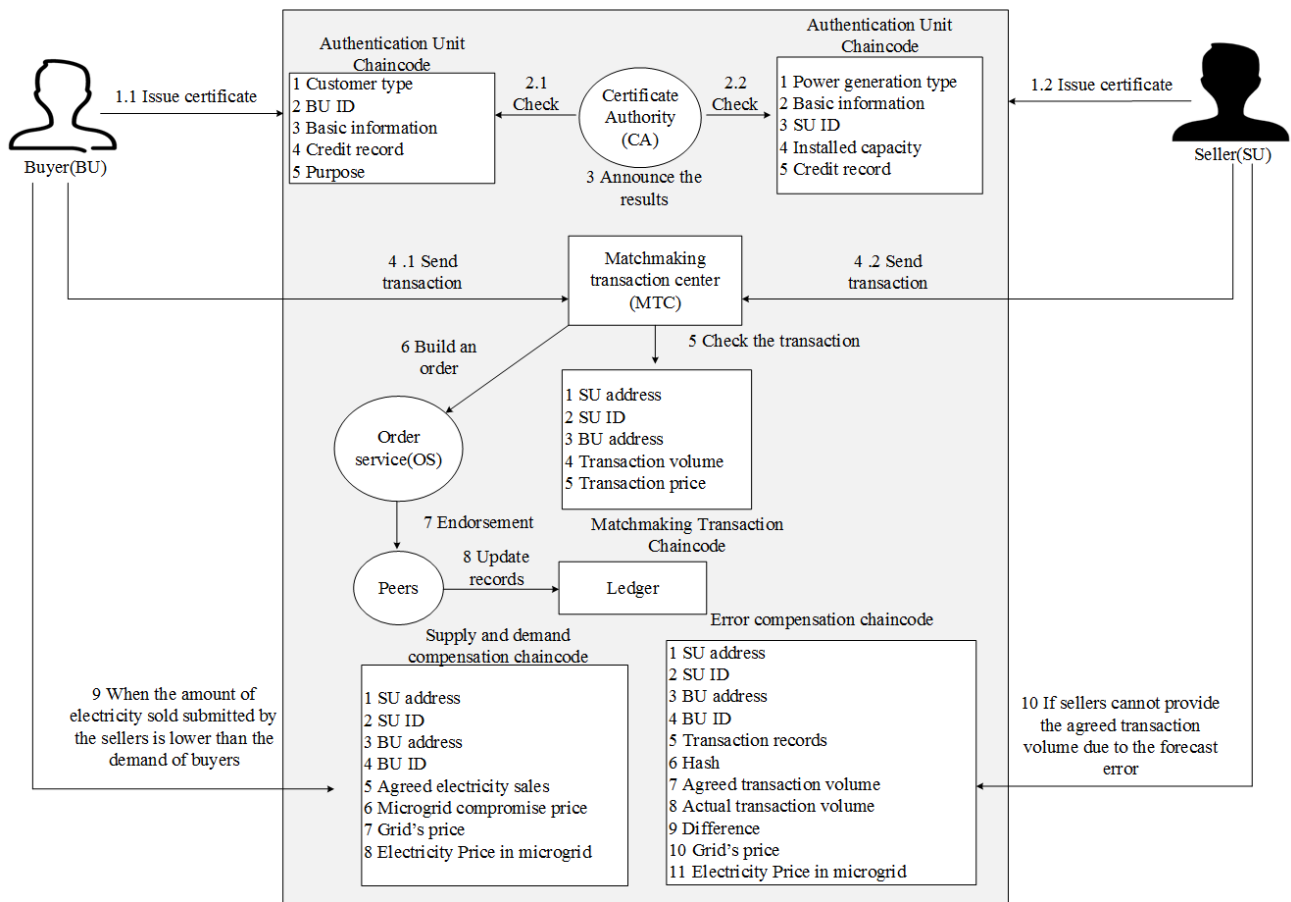 Authentication Unit
Chaincode
1 Customer type
2 BU ID
3 Basic information
4 Credit record
5 Purpose
1.1 Issue certificate
Buyer(BU)
2.1
Check
Certificate
Authority
(CA)
2.2
Check
3 Announce the
results
Authentication Unit
Chaincode
1 Power generation type
2 Basic information
3 SU ID
4 Installed capacity
5 Credit record
1.2 Issue certificate
Seller(SU)
4 .1 Send
transaction
Matchmaking
transaction center
(MTC)
4 .2 Send
transaction
6 Build an
order
5 Check the transaction
Order
service(OS)
1 SU address
2 SU ID
3 BU address
4 Transaction volume
5 Transaction price
Matchmaking Transaction
Chaincode
7 Endorsement
Peers
8 Update
records
Ledger
Supply and demand
compensation chaincode
1 SU address
2 SU ID
3 BU address
4 BU ID
5 Agreed electricity sales
6 Microgrid compromise price
7 Grid’s price
8 Electricity Price in microgrid
Error compensation chaincode
1 SU address
2 SU ID
3 BU address
4 BU ID
5 Transaction records
6 Hash
7 Agreed transaction volume
8 Actual transaction volume
9 Difference
10 Grid’s price
11 Electricity Price in microgrid
9 When the amount of
electricity sold submitted by
the sellers is lower than the
demand of buyers
10 If sellers cannot provide
the agreed transaction
volume due to the forecast
error